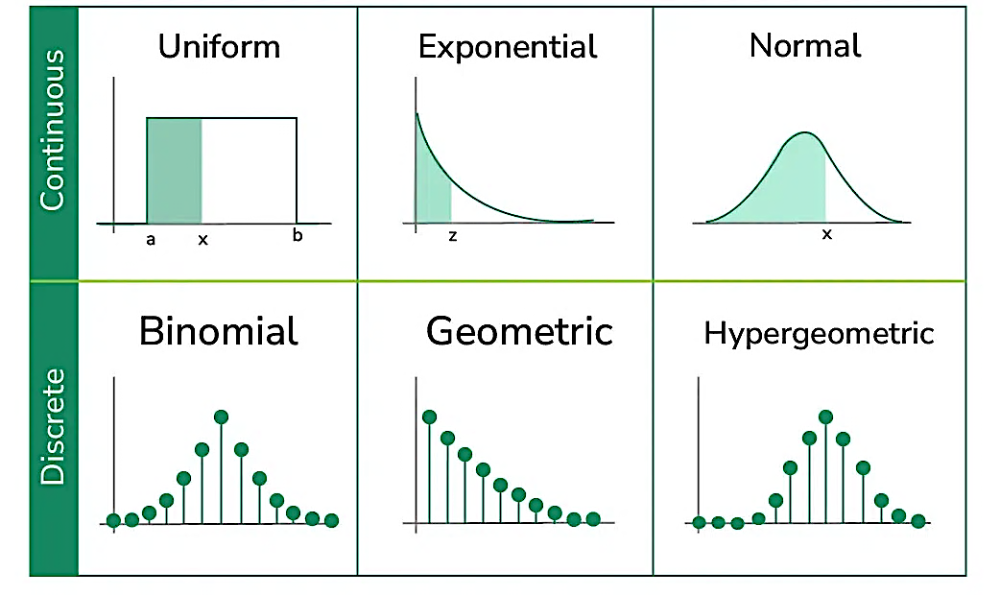 Continuous
Uniform
a
x
b
Exponential
z
Normal
x
Discrete
Binomial
Geometric
Hypergeometric